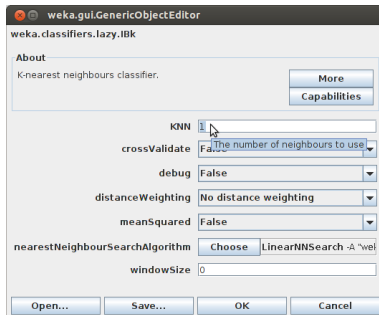 weka.gui.GenericObjectEditor
weka.classifiers.lazy.IBk
About
K-nearest neighbours classifier.
More
Capabilities
KNN 1
The number of neighbours to use
crossValidate Fa
debug False
distanceWeighting No distance weighting
meanSquared False
nearestNeighbourSearchAlgorithm Choose LinearNNSearch -A "wek
windowSize 0
Open... Save... OK Cancel